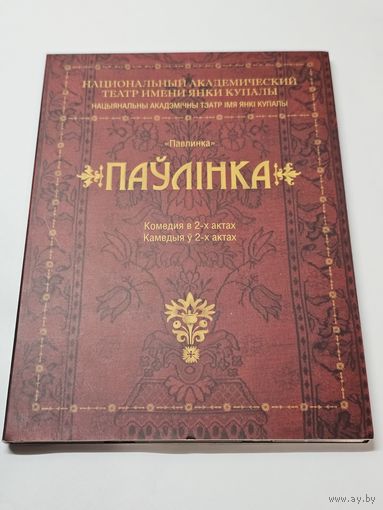 НАЦИОНАЛЬНЫЙ АКАДЕМИЧЕСКИЙ
ТЕАТР ИМЕНИ ЯНКИ КУПАЛЫ
НАЦЫЯНАЛЬНЫ АКАДЭМІЧНЫ ТЭАТР ІМЯ ЯНКІ КУПАЛЫ
«Павлинка»
ПАЎЛІНКА
Комедия в 2-х актах
Камедыя ў 2-х актах
www.ay.by